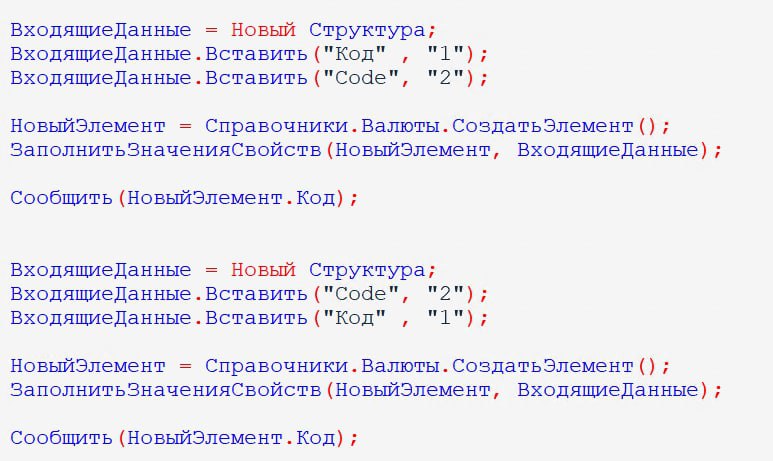 ВходящиеДанные = Новый Структура;
ВходящиеДанные.Вставить("Код" , "1");
ВходящиеДанные.Вставить("Code", "2");
НовыйЭлемент = Справочники.Валюты.СоздатьЭлемент();
ЗаполнитьЗначенияСвойств(НовыйЭлемент, ВходящиеДанные);
Сообщить(НовыйЭлемент.Код);
ВходящиеДанные = Новый Структура;
ВходящиеДанные.Вставить("Code", "2");
ВходящиеДанные.Вставить("Код" , "1");
НовыйЭлемент = Справочники.Валюты.СоздатьЭлемент();
ЗаполнитьЗначенияСвойств(НовыйЭлемент, ВходящиеДанные);
Сообщить(НовыйЭлемент.Код);